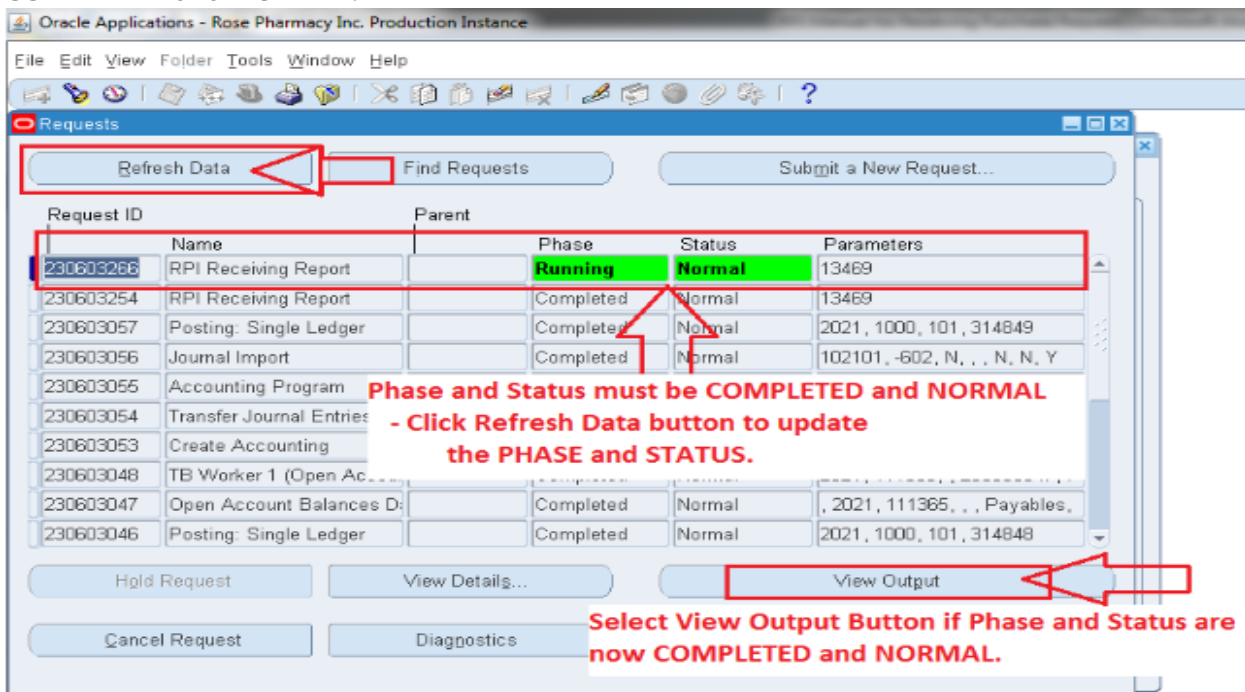 Oracle Applications - Rose Pharmacy Inc. Production Instance
File Edit View Folder Tools Window Help
Requests
Refresh Data Find Requests Submit a New Request...
Request ID Parent
Name Phase Status Parameters
230603266 RPI Receiving Report Running Normal 13469
230603254 RPI Receiving Report Completed Normal 13469
230603057 Posting: Single Ledger Completed Normal 2021, 1000, 101, 314849
230603056 Journal Import Completed Normal 102101, -602, N, , , N, N, Y
230603055 Accounting Program
230603054 Transfer Journal Entries
230603053 Create Accounting
230603048 TB Worker 1 (Open
230603047 Open Account Balances Completed Normal , 2021, 111365, , , Payables,
230603046 Posting: Single Ledger Completed Normal 2021, 1000, 101, 314848
Phase and Status must be COMPLETED and NORMAL
- Click Refresh Data button to update
the PHASE and STATUS.
Hold Request View Details... View Output
Select View Output Button if Phase and Status are
now COMPLETED and NORMAL.
Cancel Request Diagnostics